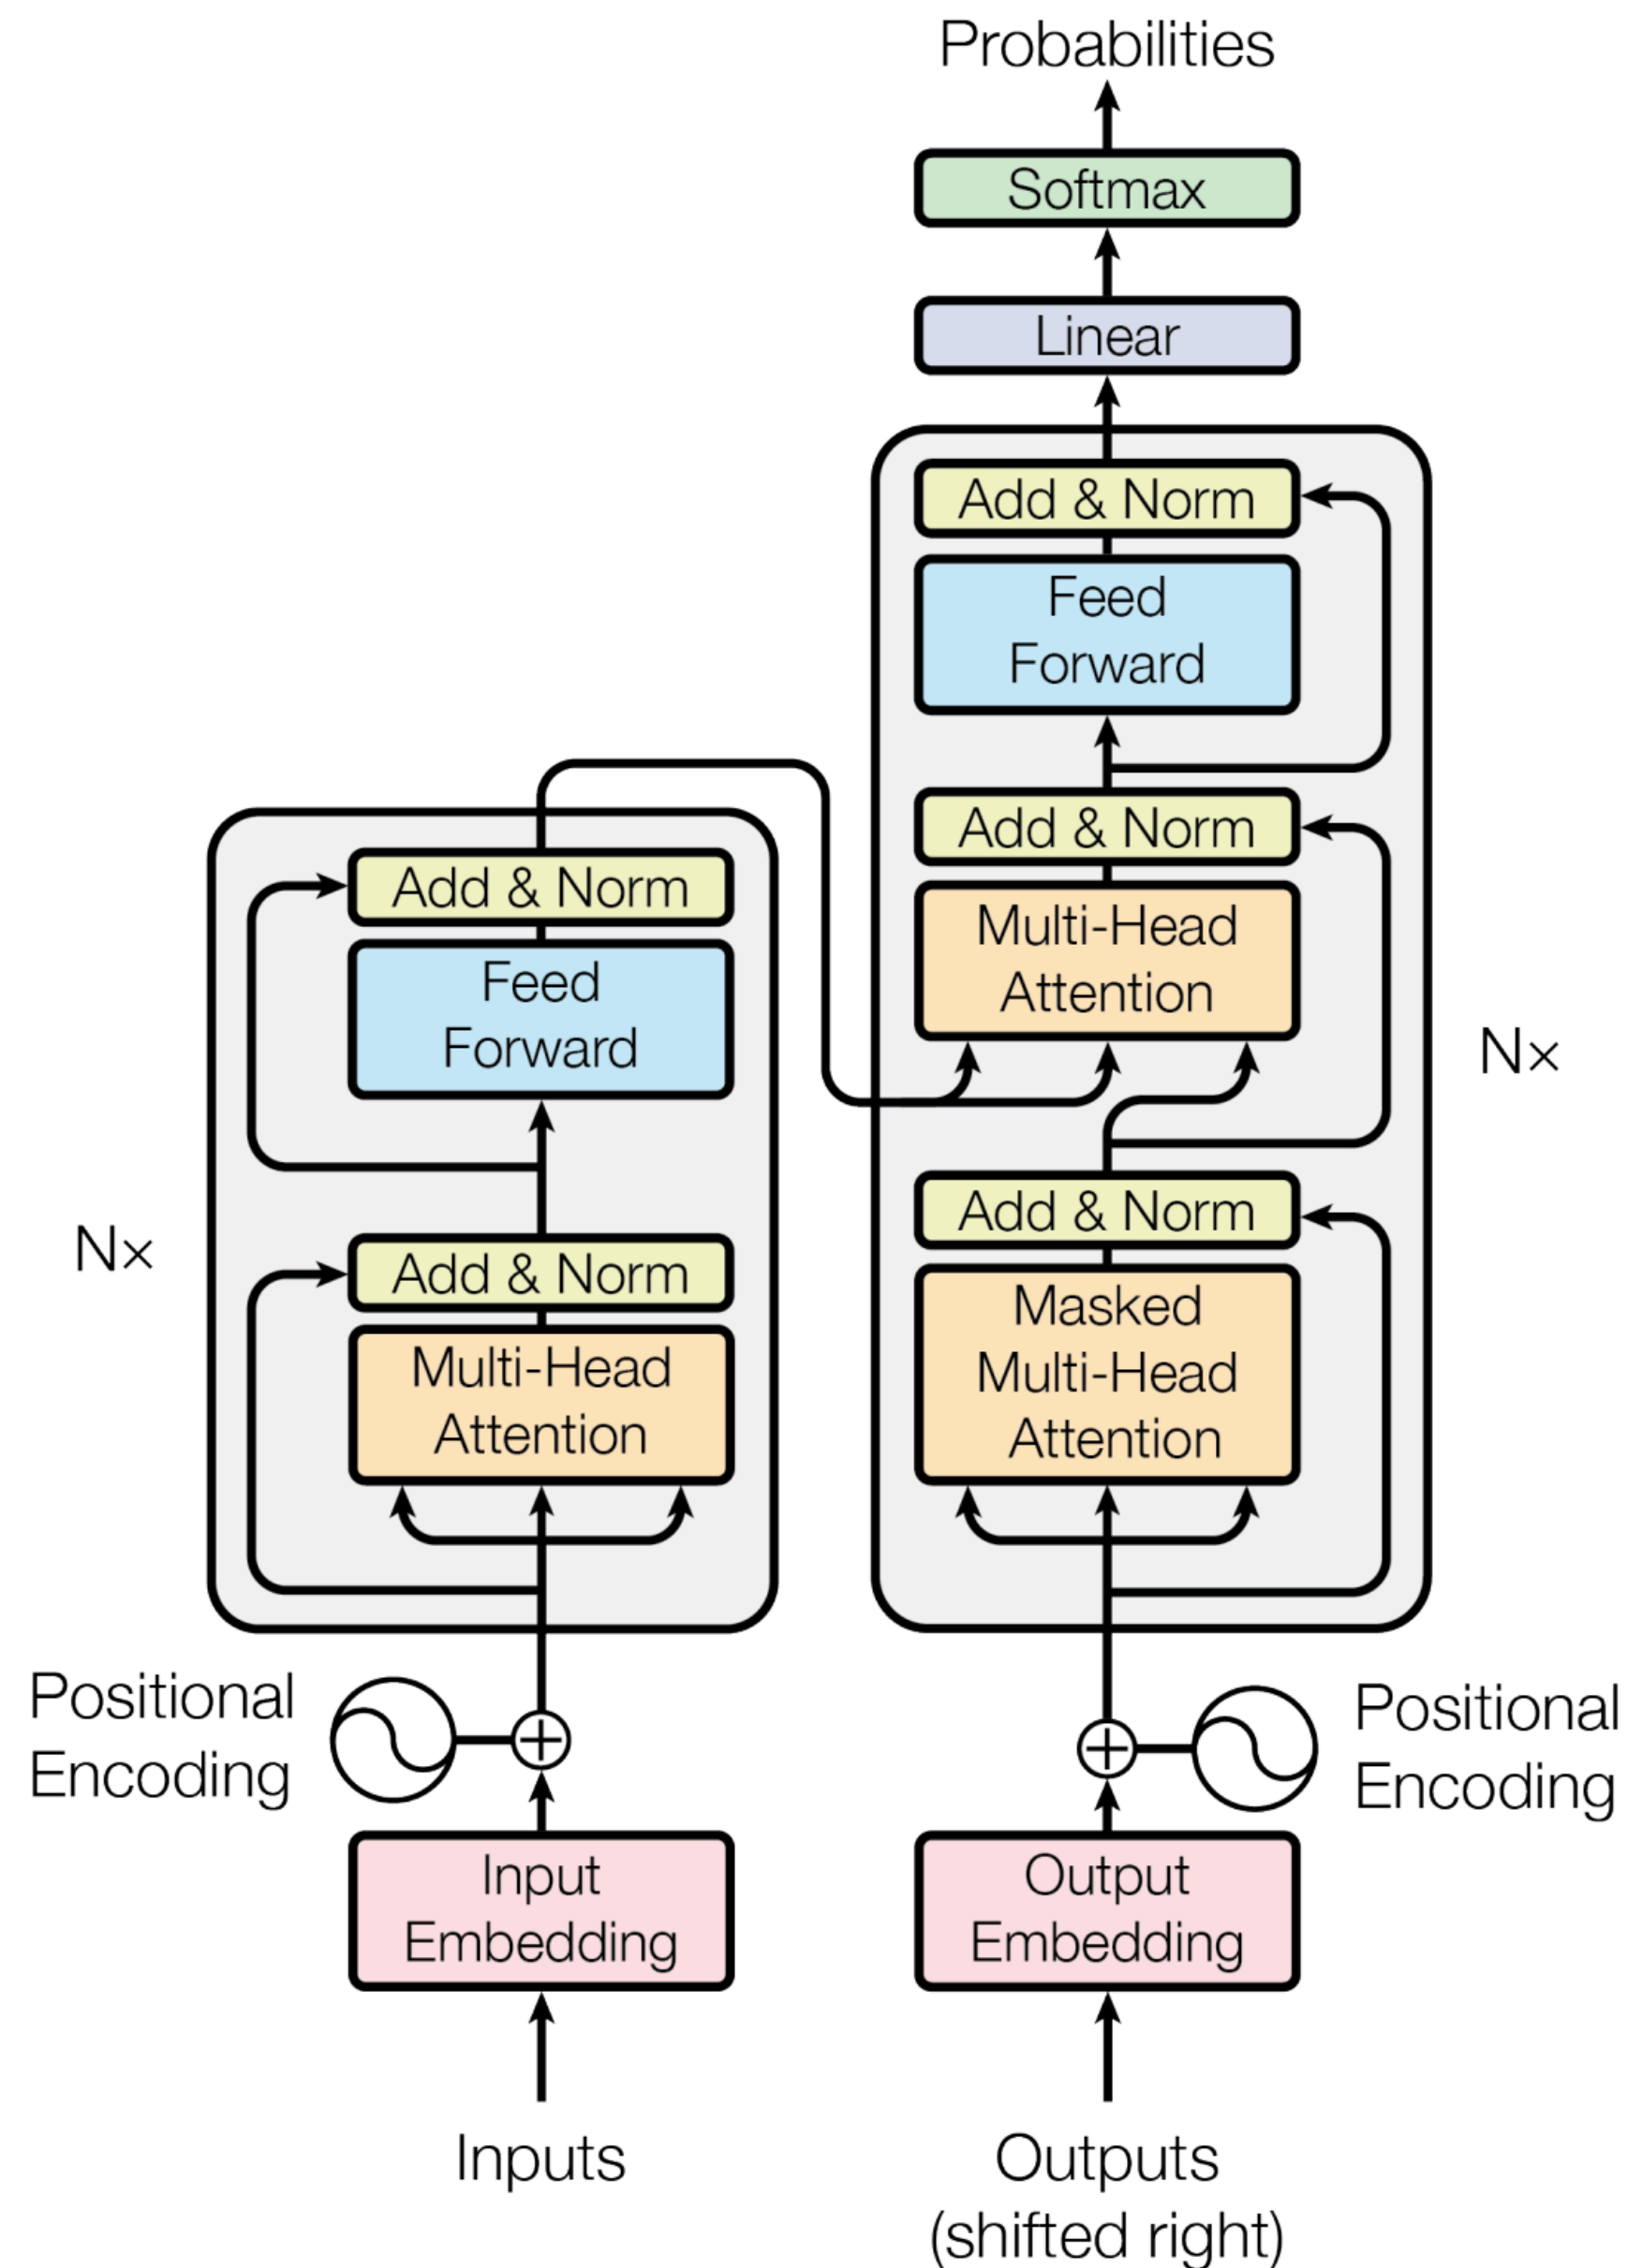 Probabilities
Softmax
Linear
Add & Norm
Feed
Forward
Add & Norm
Multi-Head
Attention
Add & Norm
Masked
Multi-Head
Attention
Nx
Add & Norm
Feed
Forward
Add & Norm
Multi-Head
Attention
Nx
Positional
Encoding
Positional
Encoding
Input
Embedding
Output
Embedding
Inputs
Outputs
(shifted right)